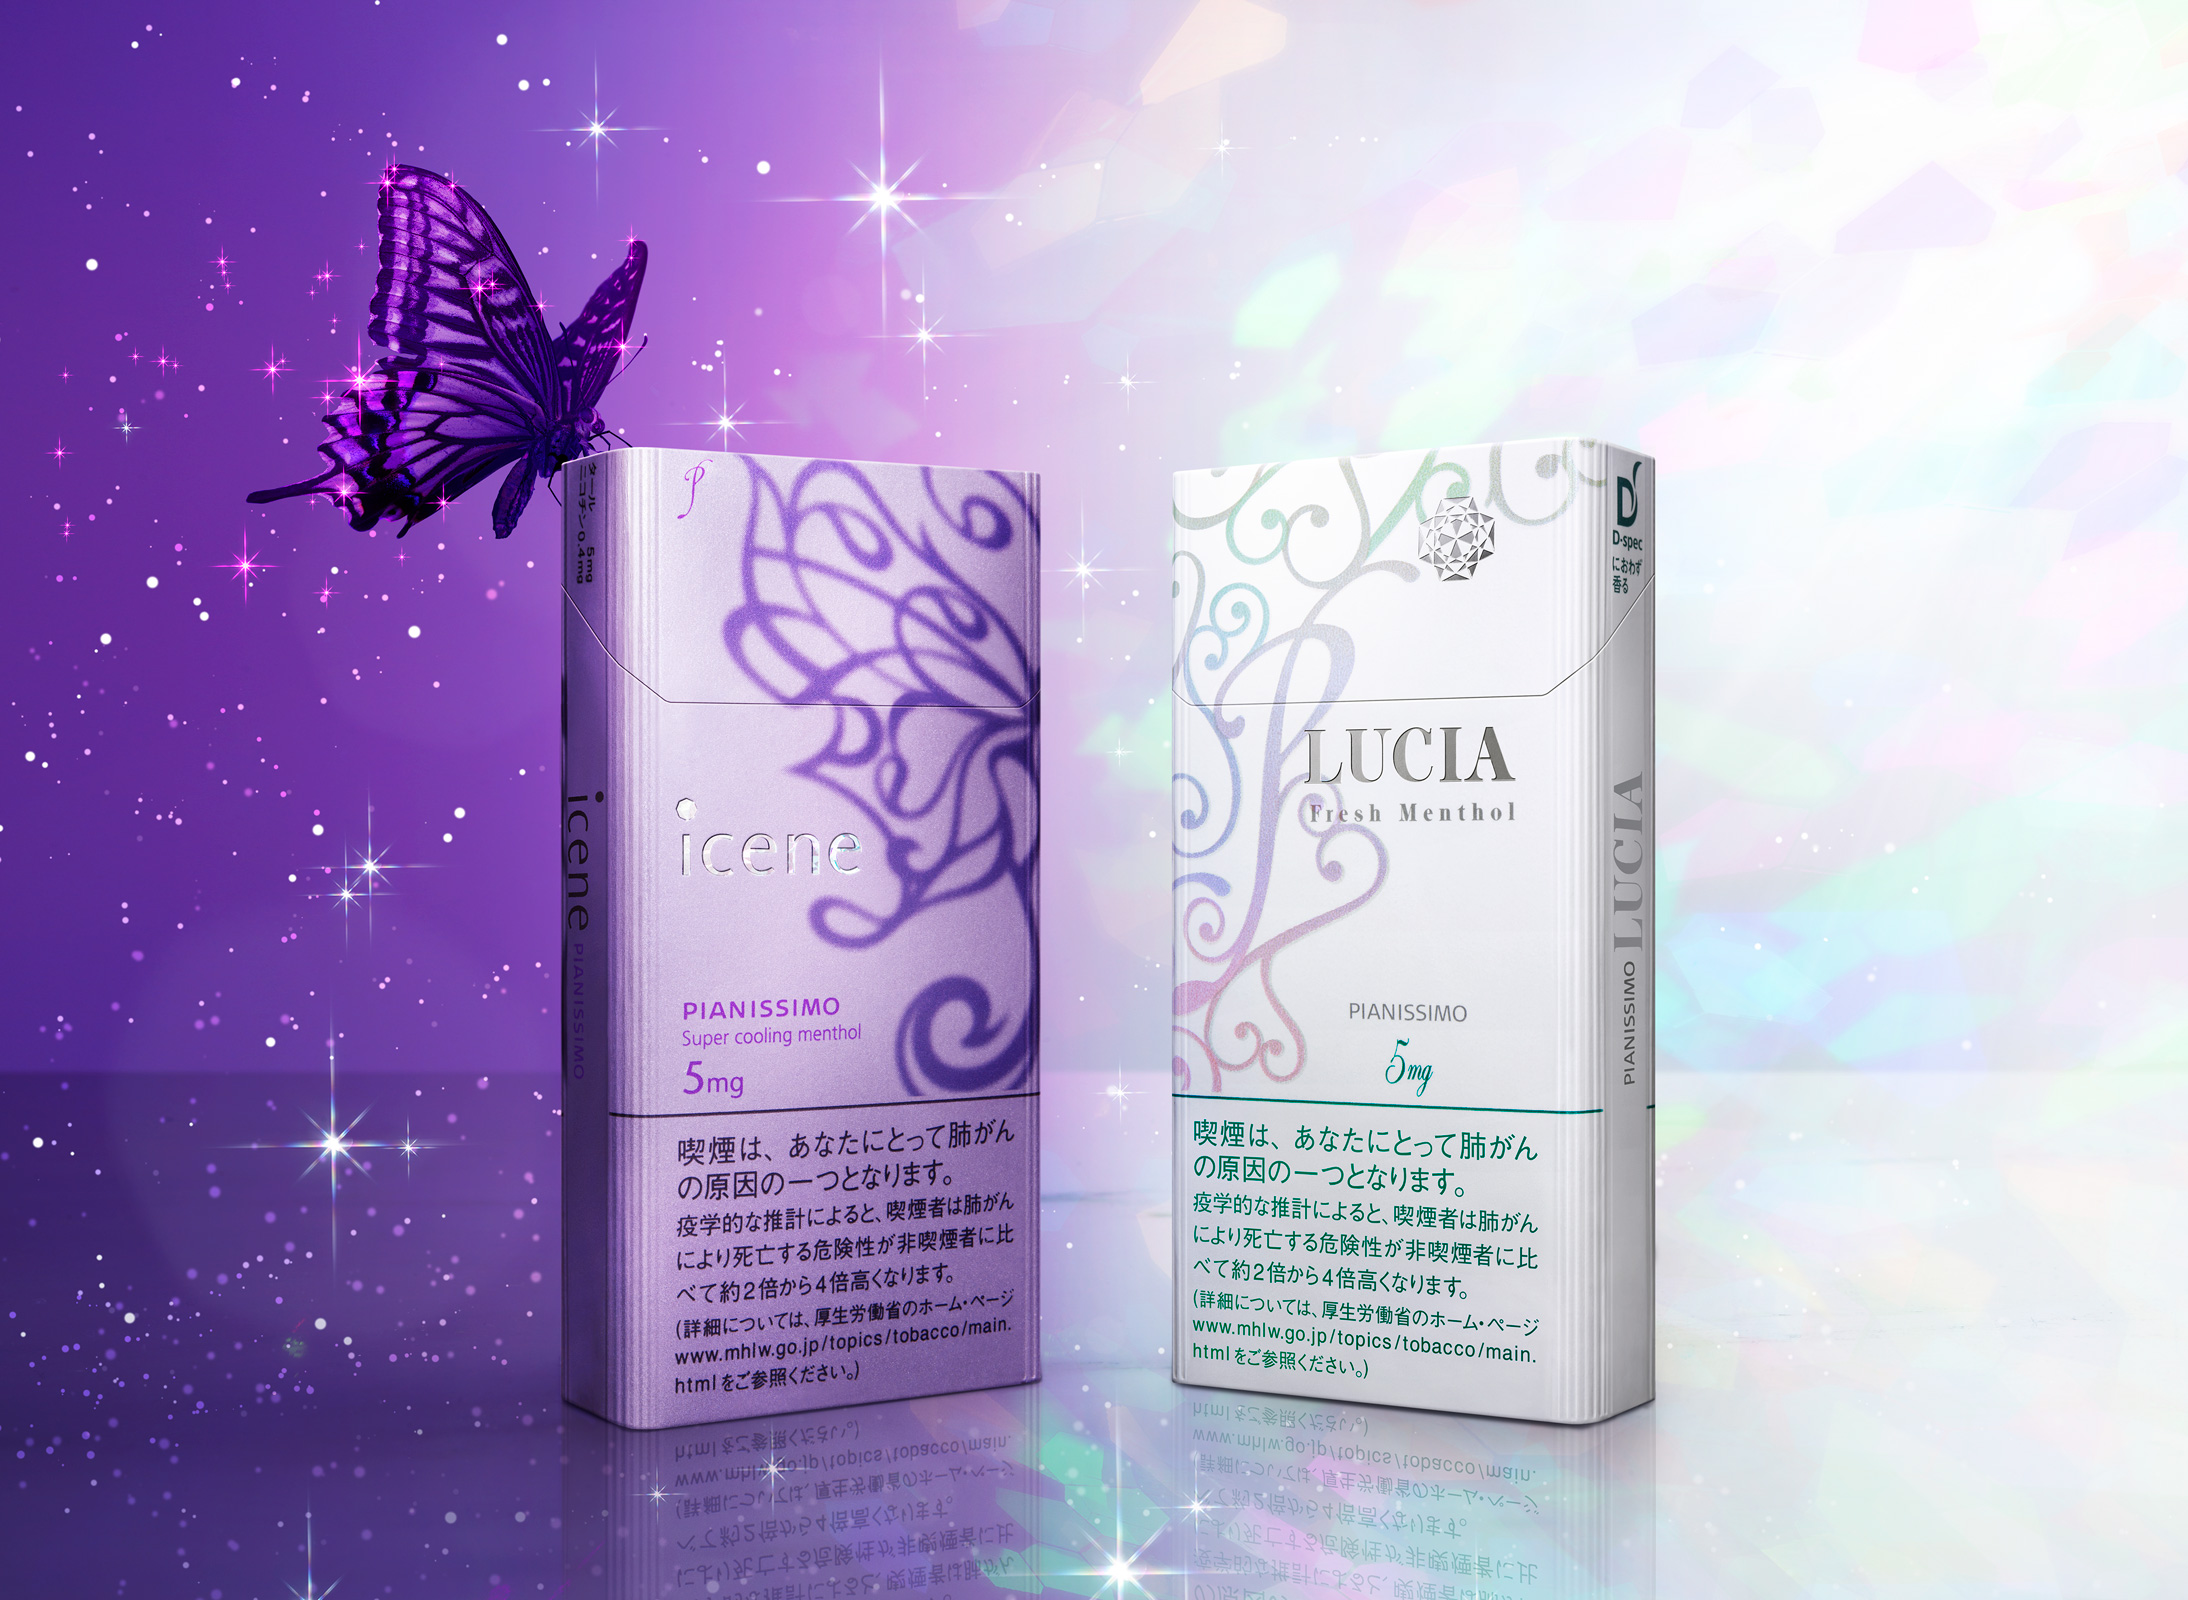 P
タール 5mg
ニコチン0.4mg
icene PIANISSIMO
icene
PIANISSIMO
Super cooling menthol
5mg
喫煙は、あなたにとって肺がん
の原因の一つとなります。
疫学的な推計によると、喫煙者は肺がん
により死亡する危険性が非喫煙者に比
べて約2倍から4倍高くなります。
(詳細については、厚生労働省のホーム・ページ
www.mhlw.go.jp/topics/tobacco/main.
htmlをご参照ください。)
LUCIA
Fresh Menthol
PIANISSIMO
5mg
喫煙は、あなたにとって肺がん
の原因の一つとなります。
疫学的な推計によると、喫煙者は肺がん
により死亡する危険性が非喫煙者に比
べて約2倍から4倍高くなります。
(詳細については、厚生労働省のホーム・ページ
www.mhlw.go.jp/topics/tobacco/main.
htmlをご参照ください。)
D
D-spec
におわず
香る
PIANISSIMO LUCIA